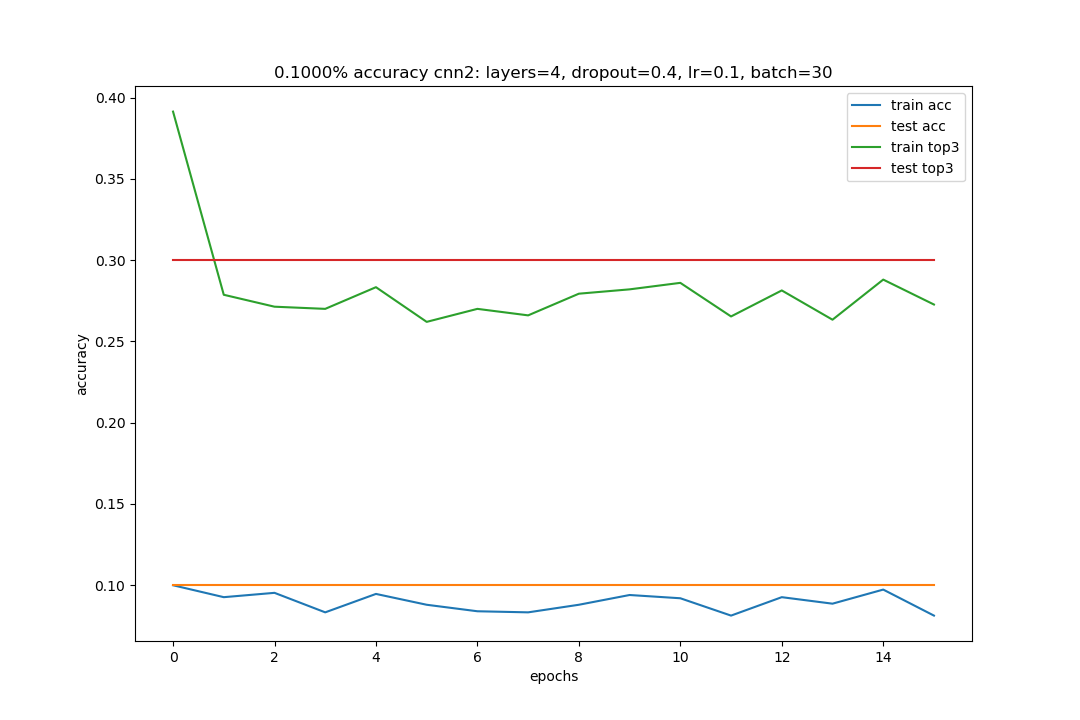 0.1000% accuracy cnn2: layers=4, dropout=0.4, lr=0.1, batch=30
train acc
test acc
train top3
test top3
accuracy
0.40
0.35
0.30
0.25
0.20
0.15
0.10
0 2 4 6 8 10 12 14
epochs